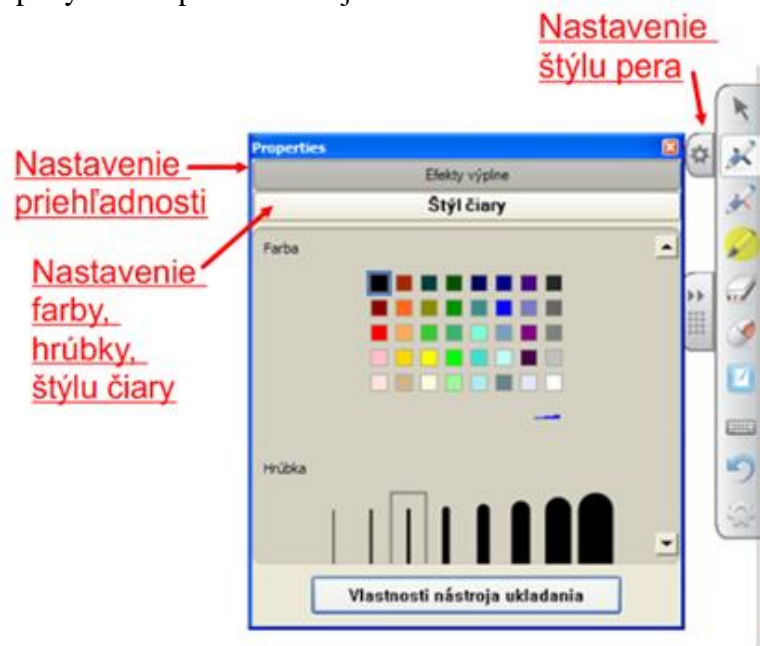 Nastavenie
štýlu pera
Properties
Efekty výplne
Štýl čiary
Nastavenie
priehľadnosti
Farba
Nastavenie
farby,
hrúbky,
štýlu čiary
Hrúbka
Vlastnosti nástroja ukladania